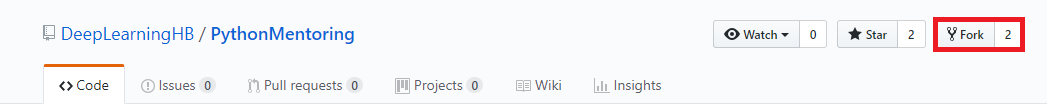 DeepLearningHB / PythonMentoring Watch 0 Star 2 Fork 2
Code Issues 0 Pull requests 0 Projects 0 Wiki Insights